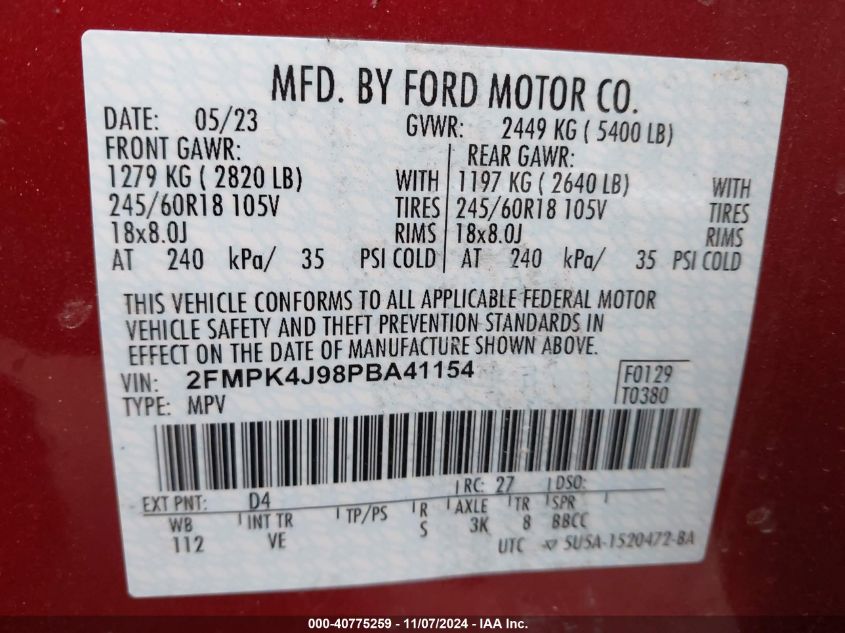 MFD. BY FORD MOTOR CO.
DATE: 05/23 GVWR: 2449 KG ( 5400 LB)
FRONT GAWR: REAR GAWR:
1279 KG ( 2820 LB) WITH 1197 KG ( 2640 LB) WITH
245/60R18 105V TIRES 245/60R18 105V TIRES
18x8.0J RIMS 18x8.0J RIMS
AT 240 kPa/ 35 PSI COLD AT 240 kPa/ 35 PSI COLD
THIS VEHICLE CONFORMS TO ALL APPLICABLE FEDERAL MOTOR
VEHICLE SAFETY AND THEFT PREVENTION STANDARDS IN
EFFECT ON THE DATE OF MANUFACTURE SHOWN ABOVE.
VIN: 2FMPK4J98PBA41154 F0129
TYPE: MPV T0380
RC: 27 DSO:
EXT PNT: D4
WB INT TR TP/PS R AXLE TR SPR
112 VE S 3K 8 BBCC
UTC SU5A-1520472-BA
000-40775259 - 11/07/2024 - IAA Inc.